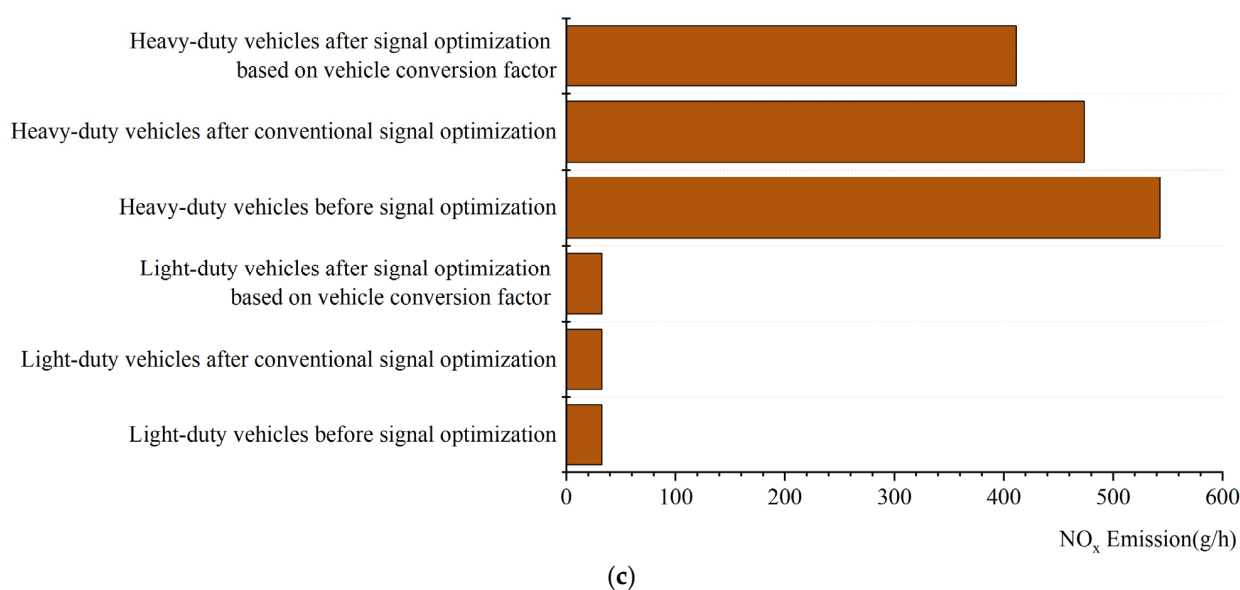 Heavy-duty vehicles after signal optimization
based on vehicle conversion factor
Heavy-duty vehicles after conventional signal optimization
Heavy-duty vehicles before signal optimization
Light-duty vehicles after signal optimization
based on vehicle conversion factor
Light-duty vehicles after conventional signal optimization
Light-duty vehicles before signal optimization
0 100 200 300 400 500 600
NOx Emission(g/h)
(c)